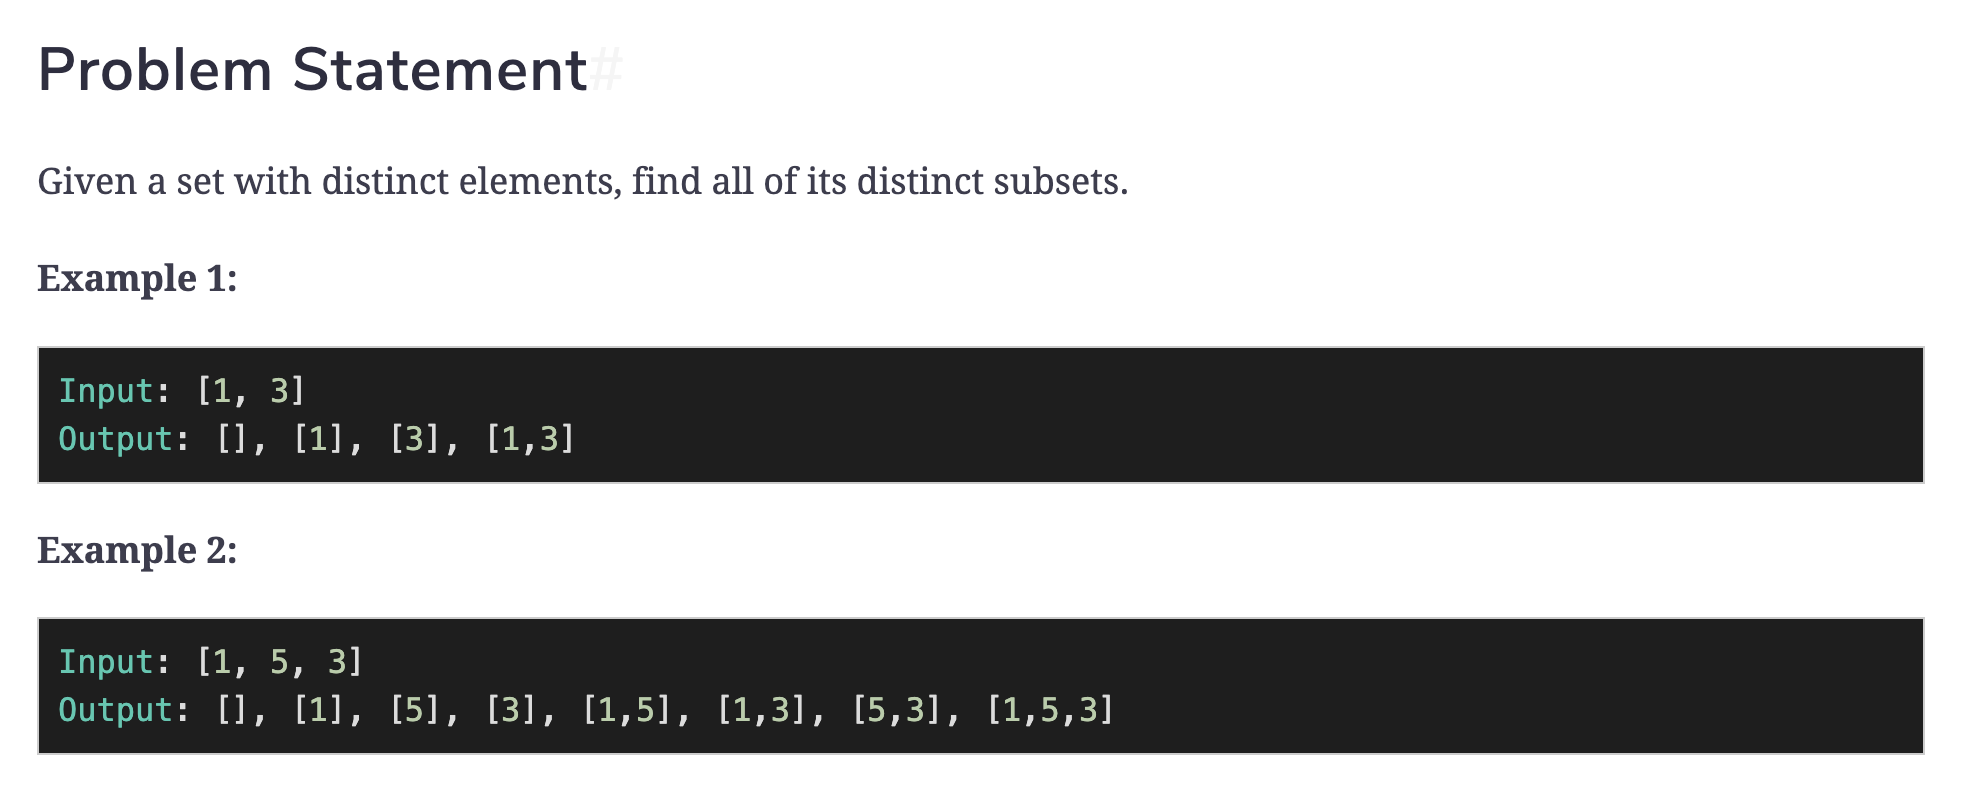 Problem Statement#
Given a set with distinct elements, find all of its distinct subsets.
Example 1:
Input: [1, 3]
Output: [], [1], [3], [1,3]
Example 2:
Input: [1, 5, 3]
Output: [], [1], [5], [3], [1,5], [1,3], [5,3], [1,5,3]